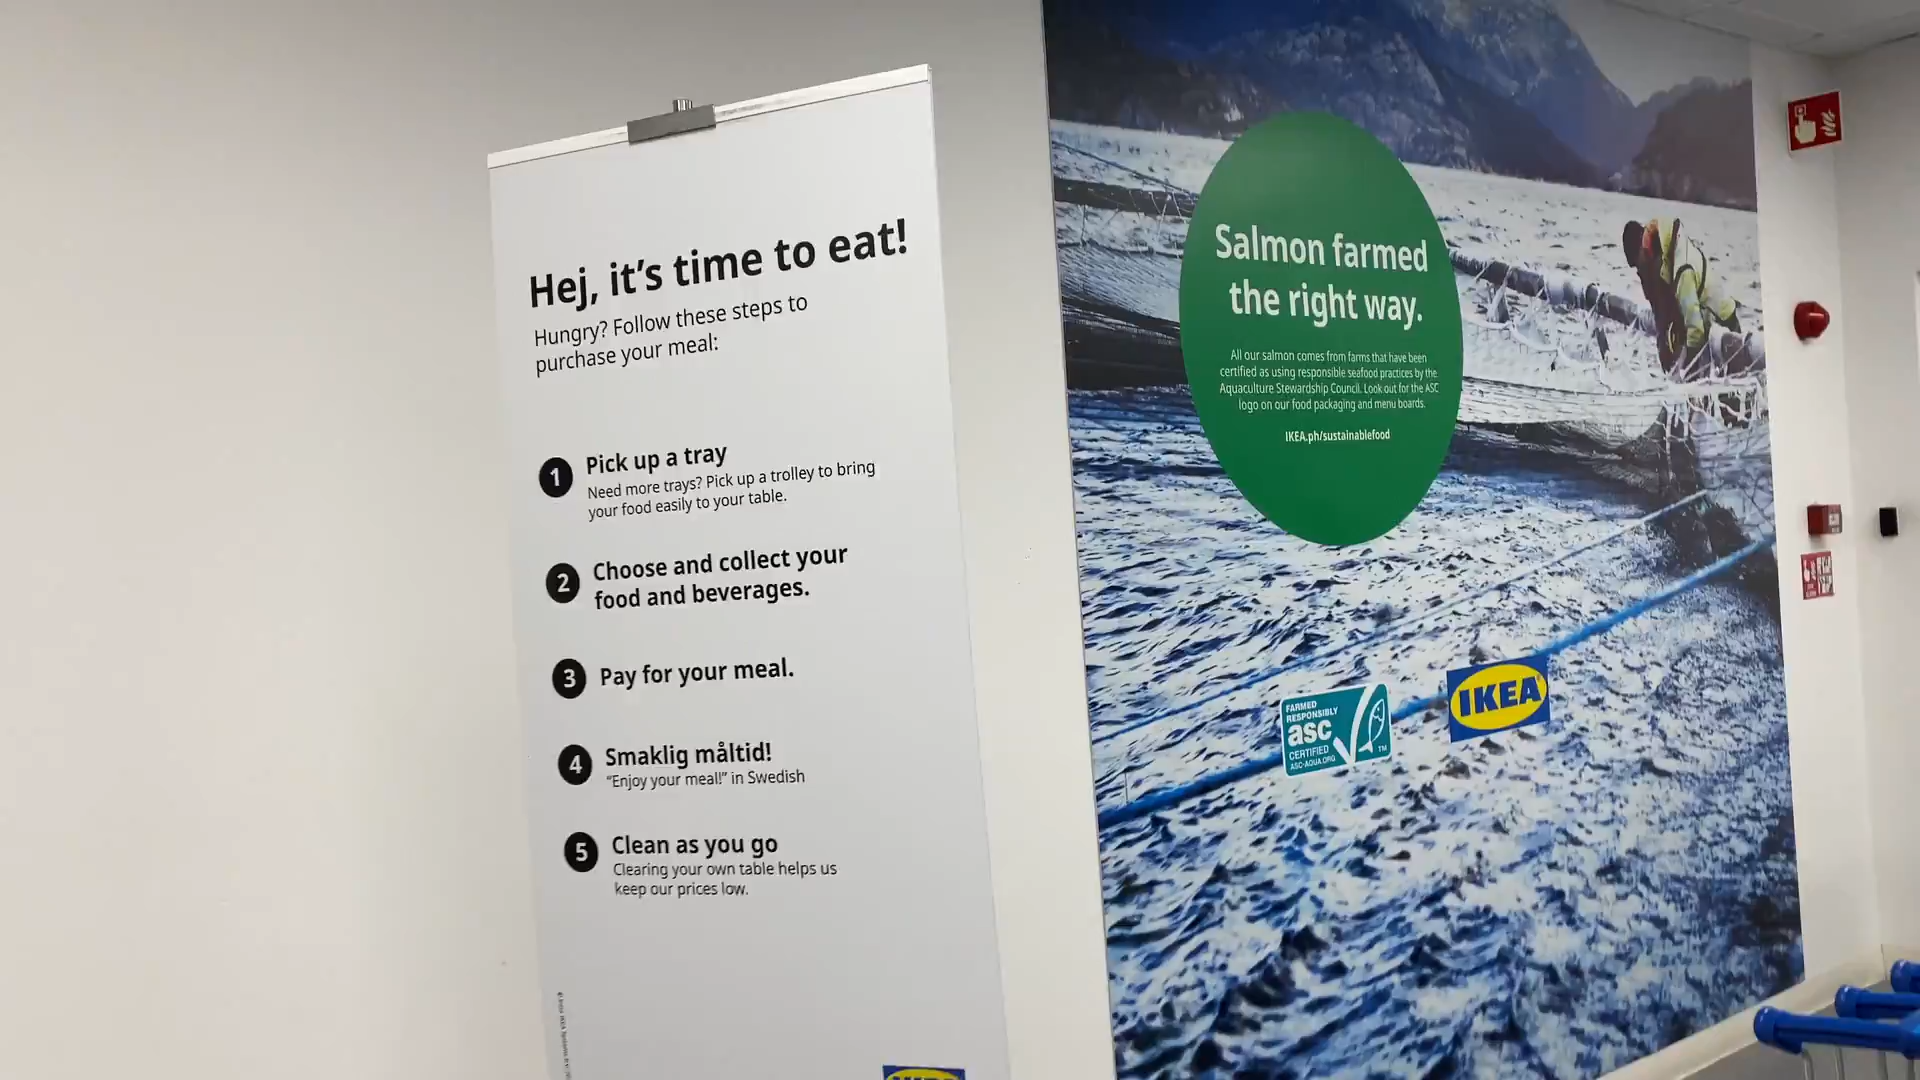 Hej, it's time to eat!
Hungry? Follow these steps to
purchase your meal:
1 Pick up a tray
Need more trays? Pick up a trolley to bring
your food easily to your table.
2 Choose and collect your
food and beverages.
3 Pay for your meal.
4 Smaklig måltid!
"Enjoy your meal!" in Swedish
5 Clean as you go
Clearing your own table helps us
keep our prices low.
Salmon farmed
the right way.
All our salmon comes from farms that have been
certified as using responsible seafood practices by the
Aquaculture Stewardship Council. Look out for the ASC
logo on our food packaging and menu boards.
IKEA.ph/sustainablefood
FARMED
RESPONSIBLY
asc
CERTIFIED
ASC-AQUA.ORG
TM
IKEA
IKEA